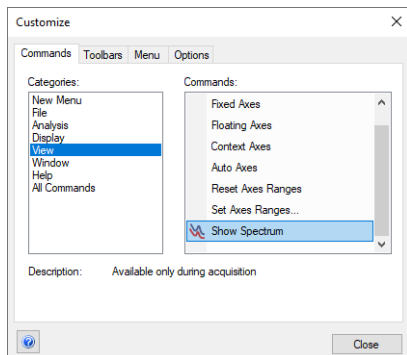 Customize
Commands Toolbars Menu Options
Categories:
New Menu
File
Analysis
Display
View
Window
Help
All Commands
Commands:
Fixed Axes
Floating Axes
Context Axes
Auto Axes
Reset Axes Ranges
Set Axes Ranges...
Show Spectrum
Description: Available only during acquisition
Close